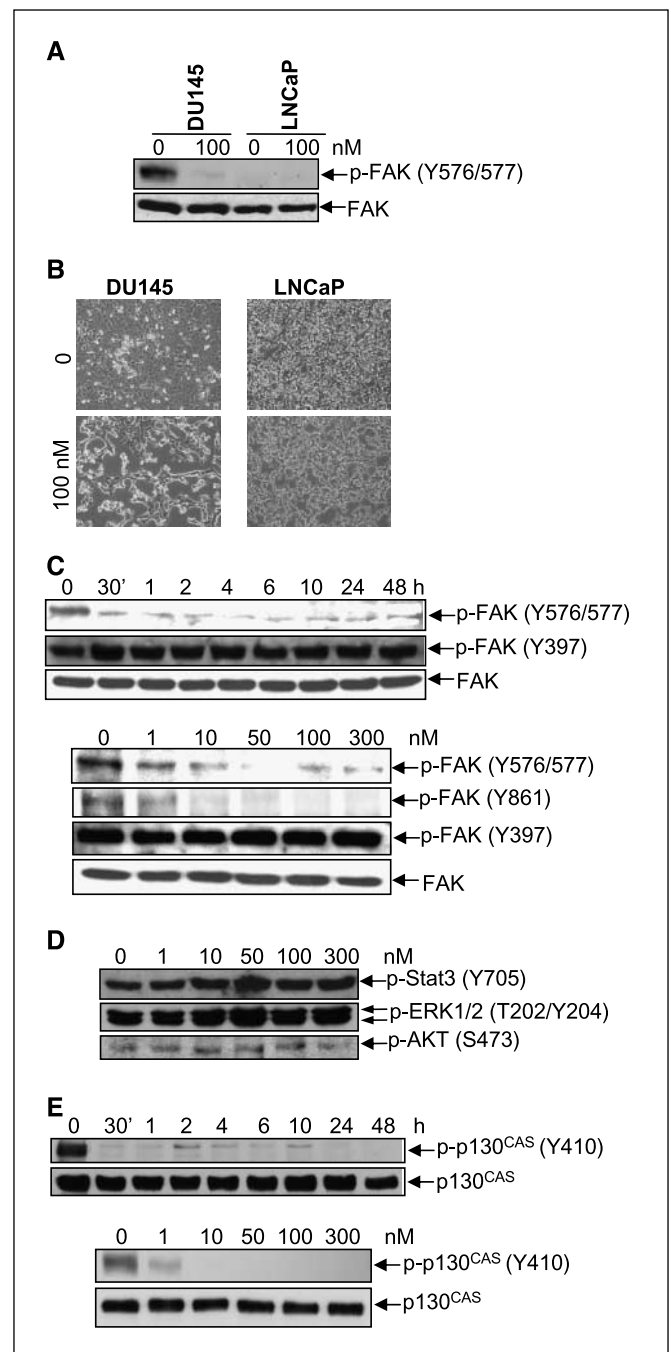 A
DU145 LNCaP
0 100 0 100 nM
p-FAK (Y576/577)
FAK
B
DU145 LNCaP
0
100 nM
C
0 30' 1 2 4 6 10 24 48 h
p-FAK (Y576/577)
p-FAK (Y397)
FAK
0 1 10 50 100 300 nM
p-FAK (Y576/577)
p-FAK (Y861)
p-FAK (Y397)
FAK
D
0 1 10 50 100 300 nM
p-Stat3 (Y705)
p-ERK1/2 (T202/Y204)
p-AKT (S473)
E
0 30' 1 2 4 6 10 24 48 h
p-p130CAS (Y410)
p130CAS
0 1 10 50 100 300 nM
p-p130CAS (Y410)
p130CAS